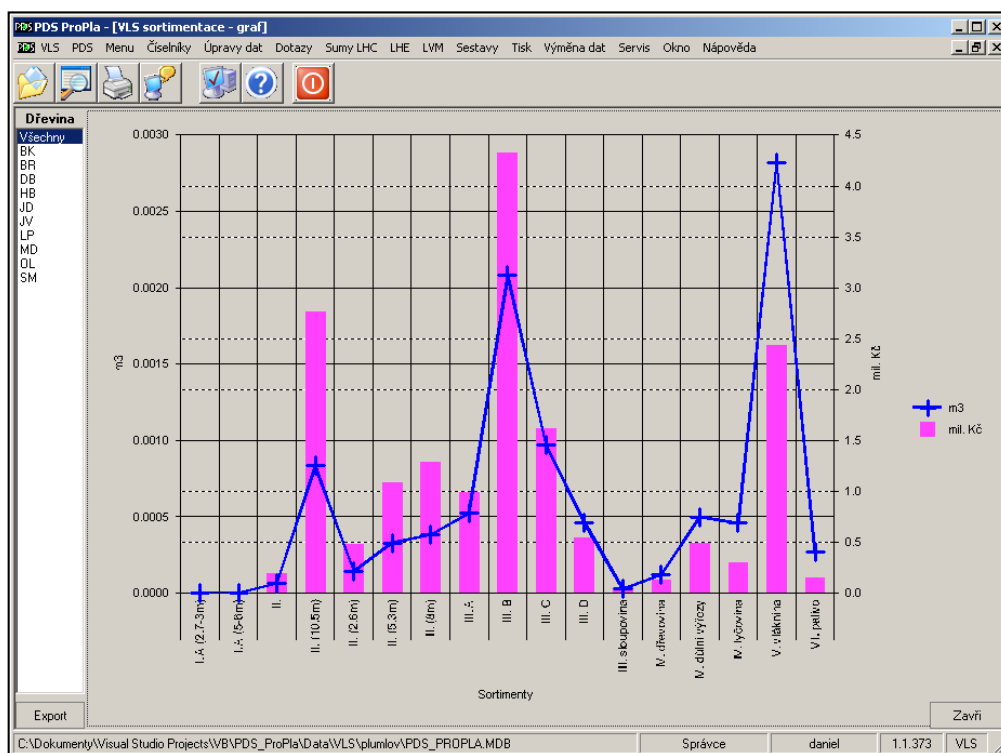 PDS PDS ProPla - [VLS sortimentace - graf]
PDS VLS PDS Menu Číselníky Úpravy dat Dotazy Sumy LHC LHE LVM Sestavy Tisk Výměna dat Servis Okno Nápověda
Dřevina
Všechny
BK
BR
DB
HB
JD
JV
LP
MD
OL
SM
0.0030
0.0025
0.0020
0.0015
0.0010
0.0005
0.0000
m3
4.5
4.0
3.5
3.0
2.5
2.0
1.5
1.0
0.5
0.0
mil. Kč
m3
mil. Kč
I.A (2.7-3m)
I.A (5-6m)
II.
II. (10,5m)
II. (2.6m)
II. (5.3m)
II. (8m)
III.A
III. B
III. C
III. D
III. sloupovina
IV. dřevovina
IV. důlní výřezy
IV. tyčovina
V. vláknina
VI. palivo
Sortimenty
Export
Zavři
C:\Dokumenty\Visual Studio Projects\VB\PDS_ProPla\Data\VLS\plumlov\PDS_PROPLA.MDB Správce daniel 1.1.373 VLS